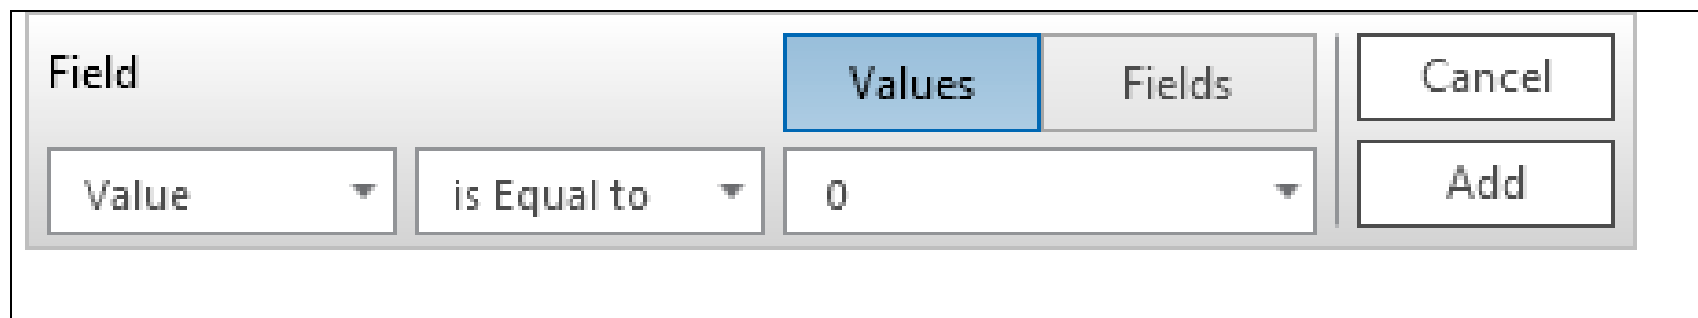 Field Values Fields Cancel
Value is Equal to 0 Add